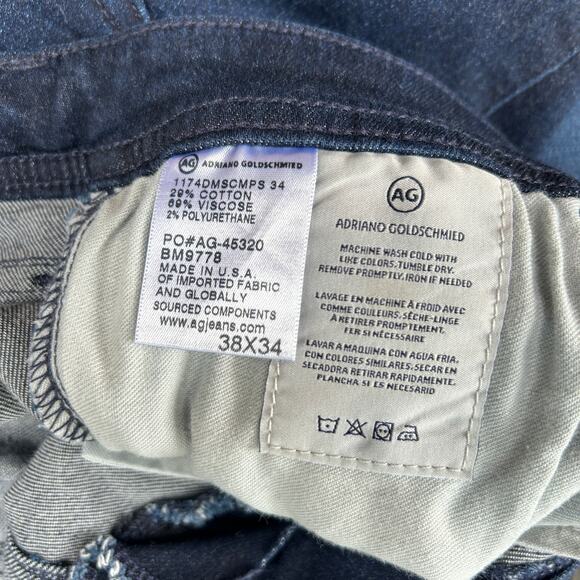 AG ADRIANO GOLDSCHMIED
1174DMSCMPS 34
29% COTTON
69% VISCOSE
2% POLYURETHANE
PO#AG-45320
BM9778
MADE IN U.S.A.
OF IMPORTED FABRIC
AND GLOBALLY
SOURCED COMPONENTS
www.agjeans.com
38X34
AG
ADRIANO GOLDSCHMIED
MACHINE WASH COLD WITH
LIKE COLORS. TUMBLE DRY.
REMOVE PROMPTLY. IRON IF NEEDED
LAVAGE EN MACHINE À FROID AVEC
COMME COULEURS. SÈCHE-LINGE
À RETIRER PROMPTEMENT.
FER SI NÉCESSAIRE
LAVAR A MAQUINA CON AGUA FRIA,
CON COLORES SIMILARES. SECAR EN
SECADORA RETIRAR RAPIDAMENTE.
PLANCHA SI ES NECESARIO